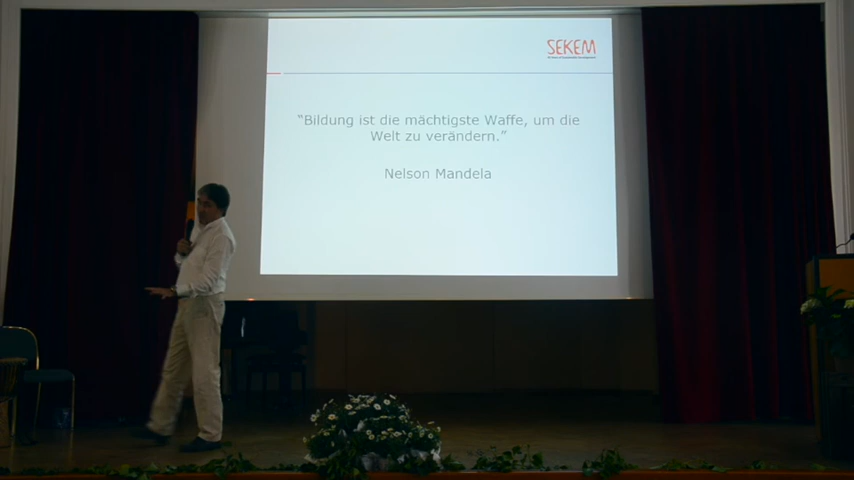 SEKEM
“Bildung ist die mächtigste Waffe, um die
Welt zu verändern.”
Nelson Mandela